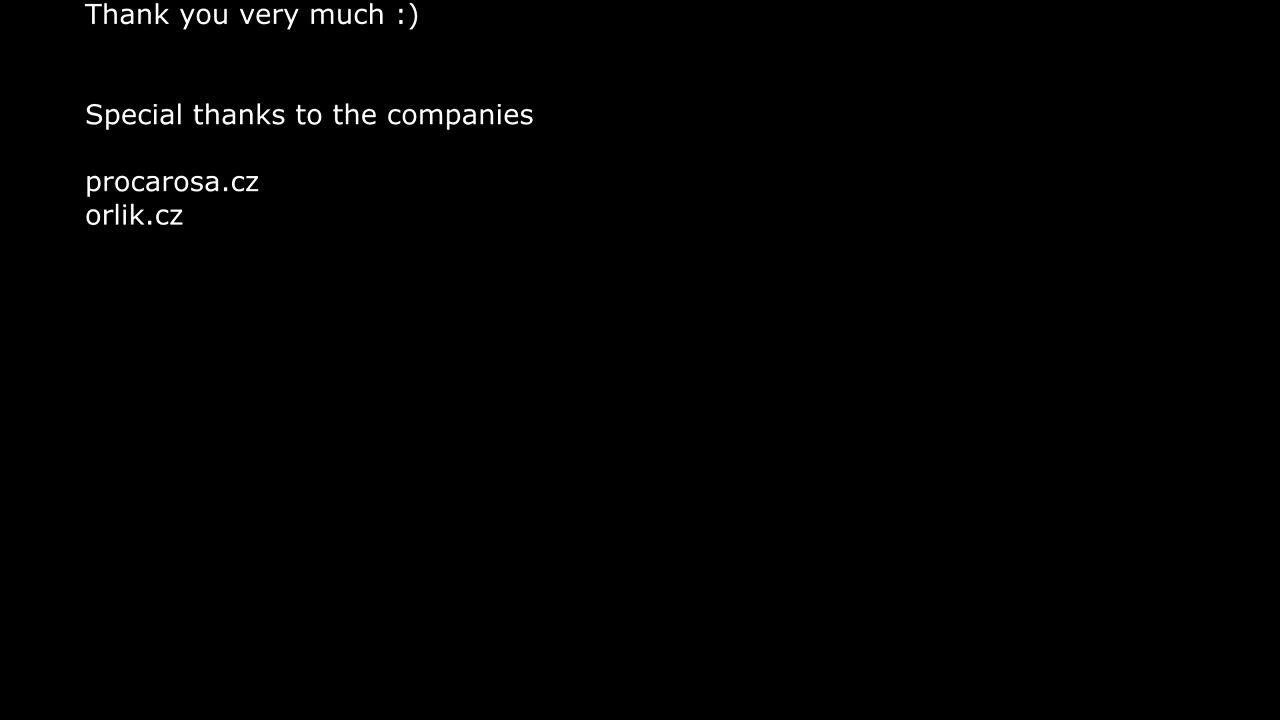 Thank you very much :)
Special thanks to the companies
procarosa.cz
orlik.cz